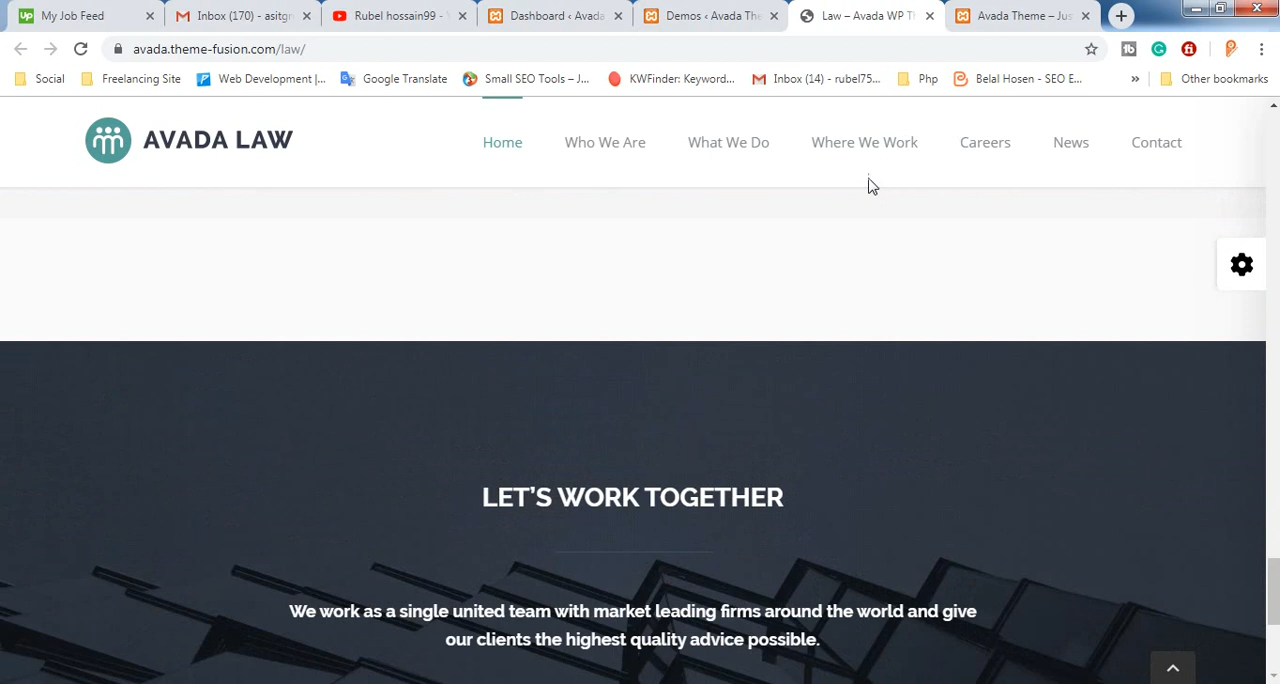 My Job Feed
Inbox (170) - asitgr
Rubel hossain99 -
Dashboard ‹ Avada
Demos ‹ Avada The
Law – Avada WP T
Avada Theme – Jus
avada.theme-fusion.com/law/
Social
Freelancing Site
Web Development |...
Google Translate
Small SEO Tools – J...
KWFinder: Keyword...
Inbox (14) - rubel75...
Php
Belal Hosen - SEO E...
»
Other bookmarks
AVADA LAW
Home
Who We Are
What We Do
Where We Work
Careers
News
Contact
LET’S WORK TOGETHER
We work as a single united team with market leading firms around the world and give
our clients the highest quality advice possible.